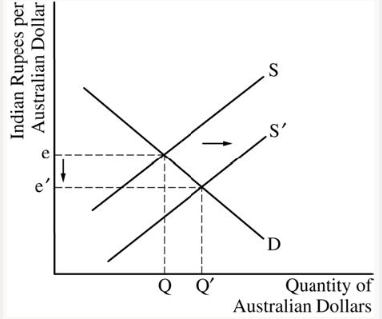 Indian Rupees per
Australian Dollar
S
S′
e
e′
D
Q Q′
Quantity of
Australian Dollars